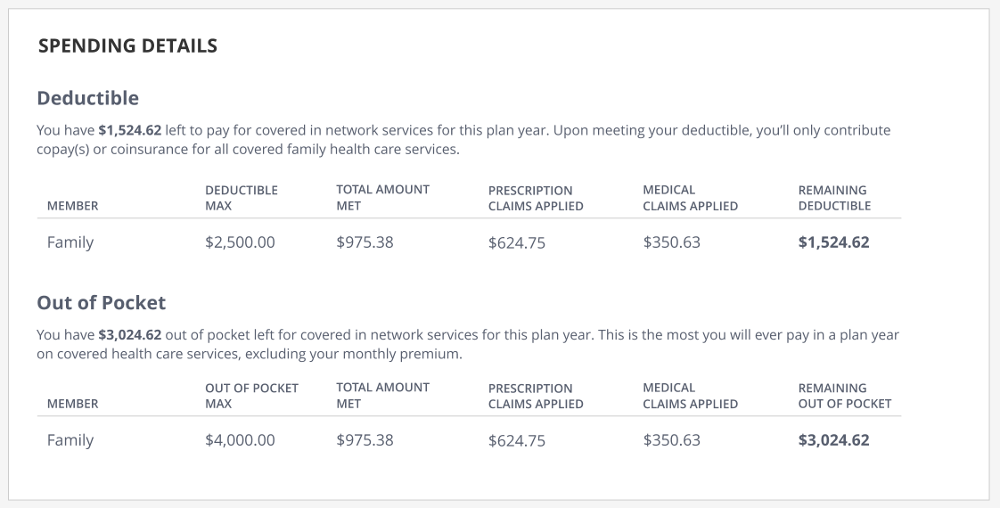 SPENDING DETAILS
Deductible
You have $1,524.62 left to pay for covered in network services for this plan year. Upon meeting your deductible, you'll only contribute
copay(s) or coinsurance for all covered family health care services.
MEMBER DEDUCTIBLE MAX TOTAL AMOUNT MET PRESCRIPTION CLAIMS APPLIED MEDICAL CLAIMS APPLIED REMAINING DEDUCTIBLE
Family $2,500.00 $975.38 $624.75 $350.63 $1,524.62
Out of Pocket
You have $3,024.62 out of pocket left for covered in network services for this plan year. This is the most you will ever pay in a plan year
on covered health care services, excluding your monthly premium.
MEMBER OUT OF POCKET MAX TOTAL AMOUNT MET PRESCRIPTION CLAIMS APPLIED MEDICAL CLAIMS APPLIED REMAINING OUT OF POCKET
Family $4,000.00 $975.38 $624.75 $350.63 $3,024.62